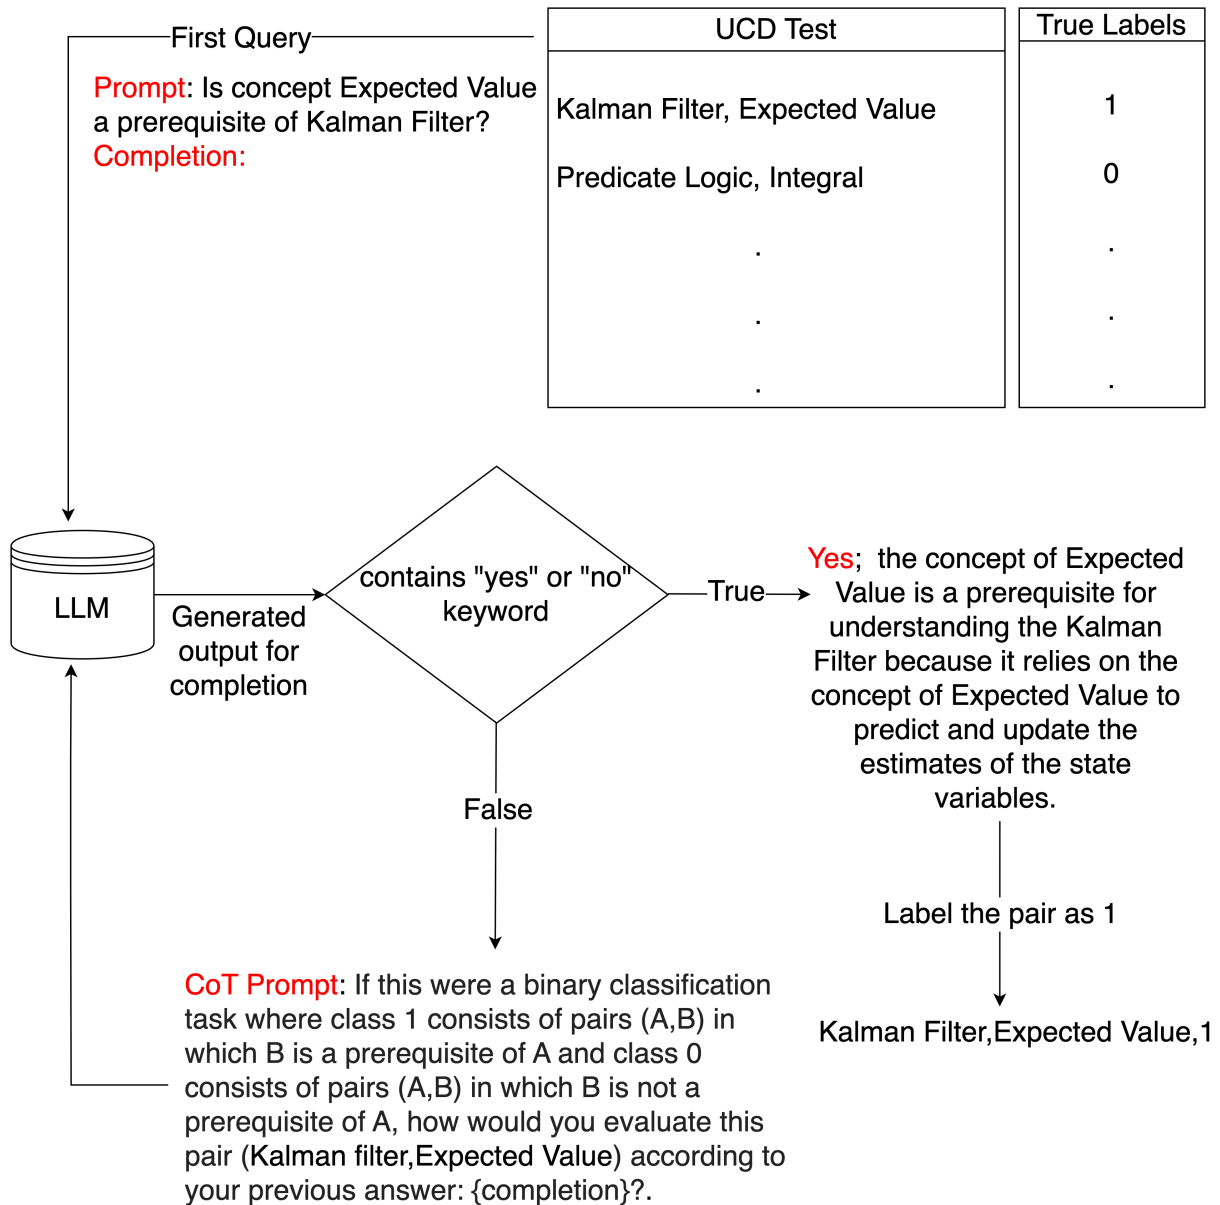 First Query
Prompt: Is concept Expected Value
a prerequisite of Kalman Filter?
Completion:
UCD Test
Kalman Filter, Expected Value
Predicate Logic, Integral
.
.
.
True Labels
1
0
.
.
.
LLM
Generated
output for
completion
contains "yes" or "no"
keyword
True
Yes;  the concept of Expected
Value is a prerequisite for
understanding the Kalman
Filter because it relies on the
concept of Expected Value to
predict and update the
estimates of the state
variables.
False
Label the pair as 1
Kalman Filter,Expected Value,1
CoT Prompt: If this were a binary classification
task where class 1 consists of pairs (A,B) in
which B is a prerequisite of A and class 0
consists of pairs (A,B) in which B is not a
prerequisite of A, how would you evaluate this
pair (Kalman filter,Expected Value) according to
your previous answer: {completion}?.